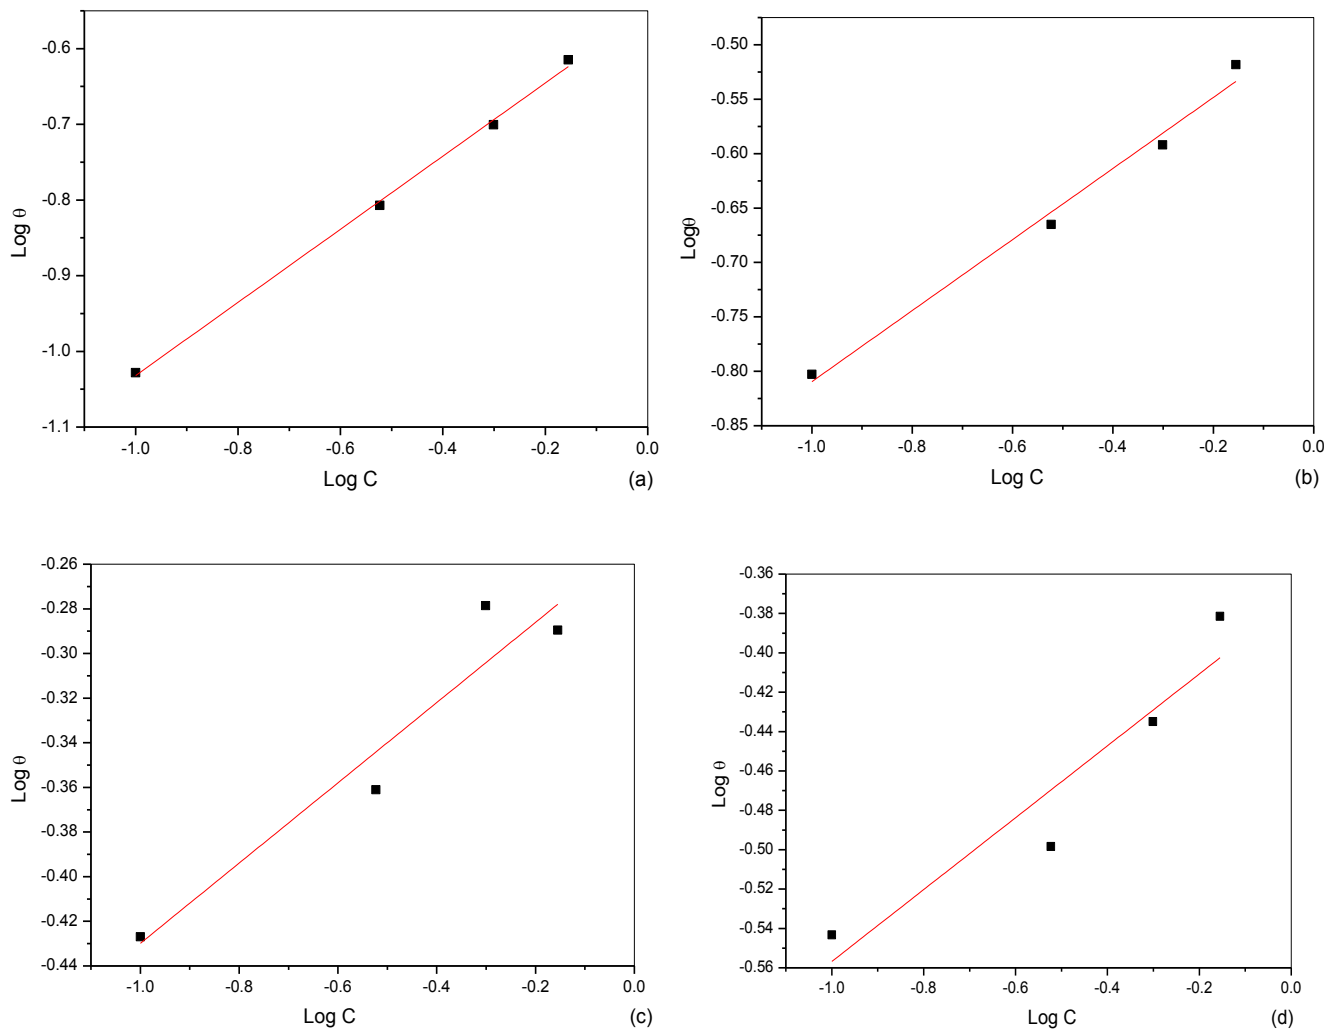 -0.6
-0.7
-0.8
-0.9
-1.0
-1.1
Log θ
-1.0 -0.8 -0.6 -0.4 -0.2 0.0
Log C
(a)
-0.50
-0.55
-0.60
-0.65
-0.70
-0.75
-0.80
-0.85
Logθ
-1.0 -0.8 -0.6 -0.4 -0.2 0.0
Log C
(b)
-0.26
-0.28
-0.30
-0.32
-0.34
-0.36
-0.38
-0.40
-0.42
-0.44
Log θ
-1.0 -0.8 -0.6 -0.4 -0.2 0.0
Log C
(c)
-0.36
-0.38
-0.40
-0.42
-0.44
-0.46
-0.48
-0.50
-0.52
-0.54
-0.56
Log θ
-1.0 -0.8 -0.6 -0.4 -0.2 0.0
Log C
(d)